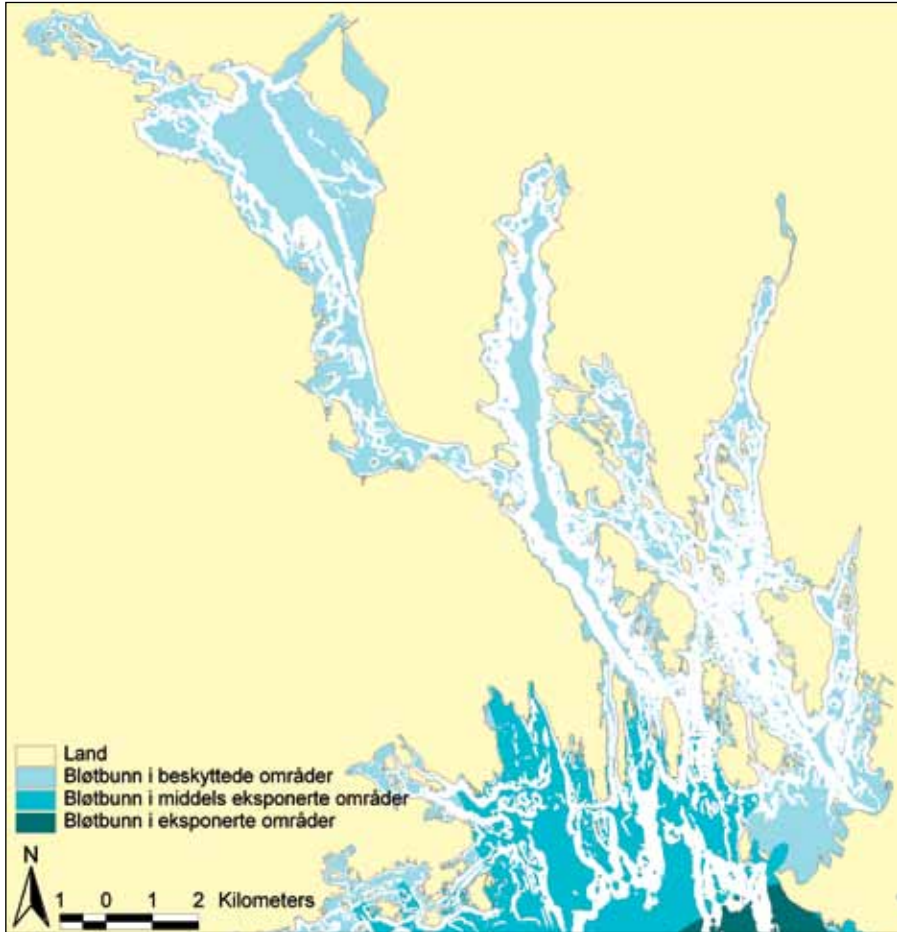 Land
Bløtbunn i beskyttede områder
Bløtbunn i middels eksponerte områder
Bløtbunn i eksponerte områder
N
1 0 1 2 Kilometers